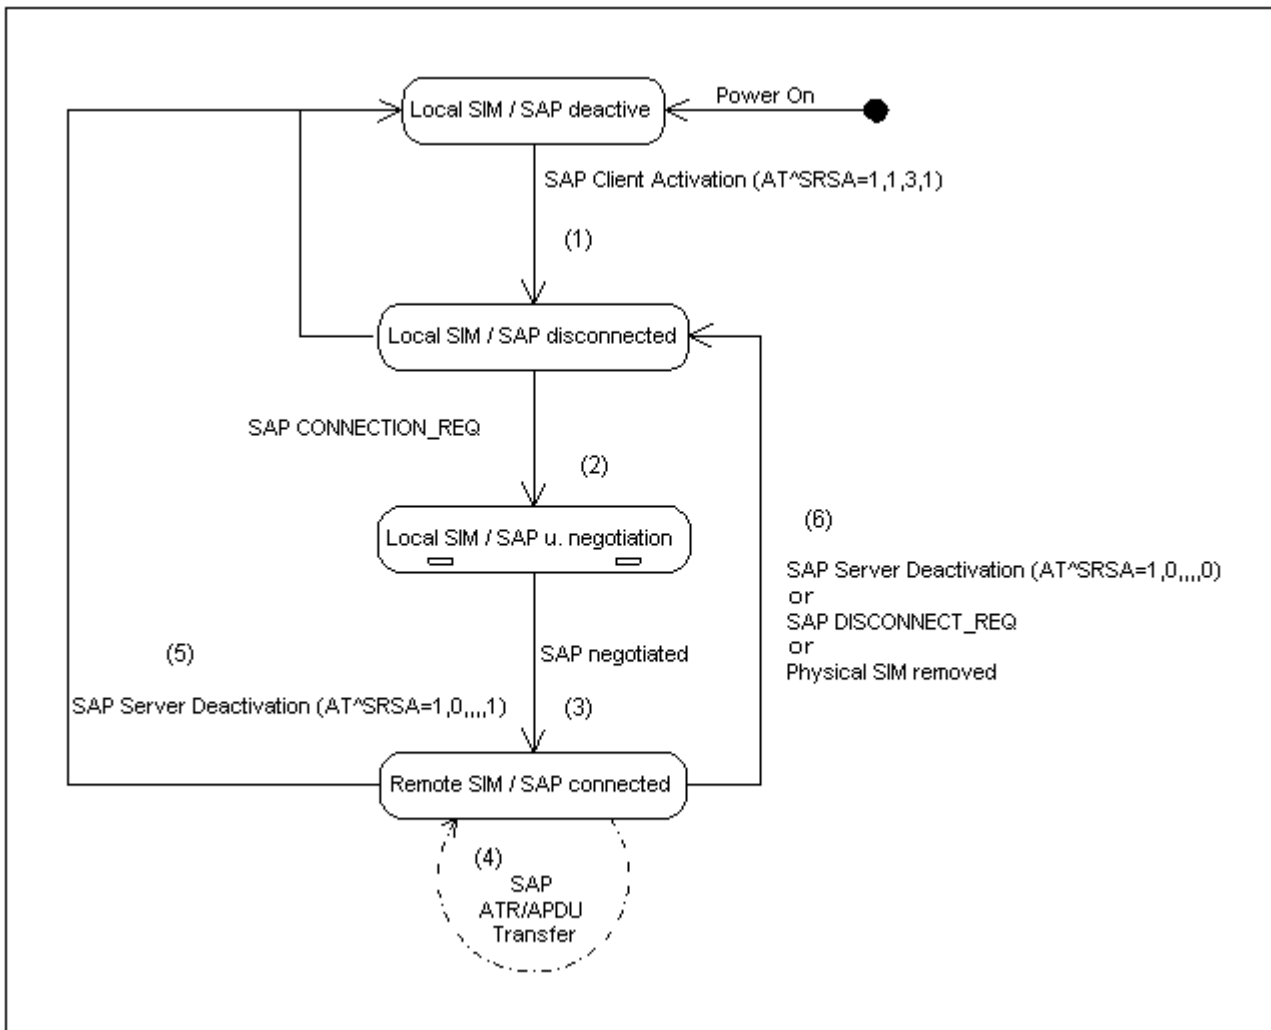 Local SIM / SAP deactive
Power On
SAP Client Activation (AT^SRSA=1,1,3,1)
(1)
Local SIM / SAP disconnected
SAP CONNECTION_REQ
(2)
Local SIM / SAP u. negotiation
(6)
SAP Server Deactivation (AT^SRSA=1,0,,,,0)
or
SAP DISCONNECT_REQ
or
Physical SIM removed
SAP negotiated
(5)
SAP Server Deactivation (AT^SRSA=1,0,,,,1)
(3)
Remote SIM / SAP connected
(4)
SAP
ATR/APDU
Transfer